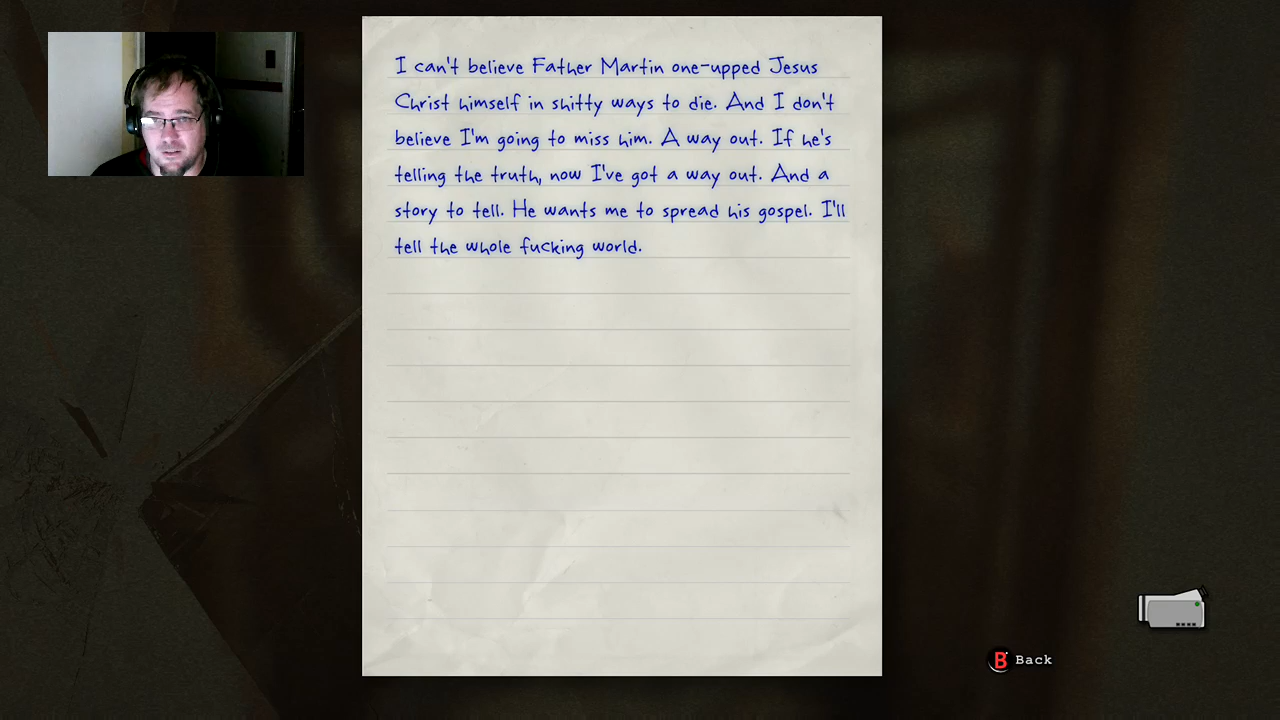 I can't believe Father Martin one-upped Jesus
Christ himself in shitty ways to die. And I don't
believe I'm going to miss him. A way out. If he's
telling the truth, now I've got a way out. And a
story to tell. He wants me to spread his gospel. I'll
tell the whole fucking world.
B Back